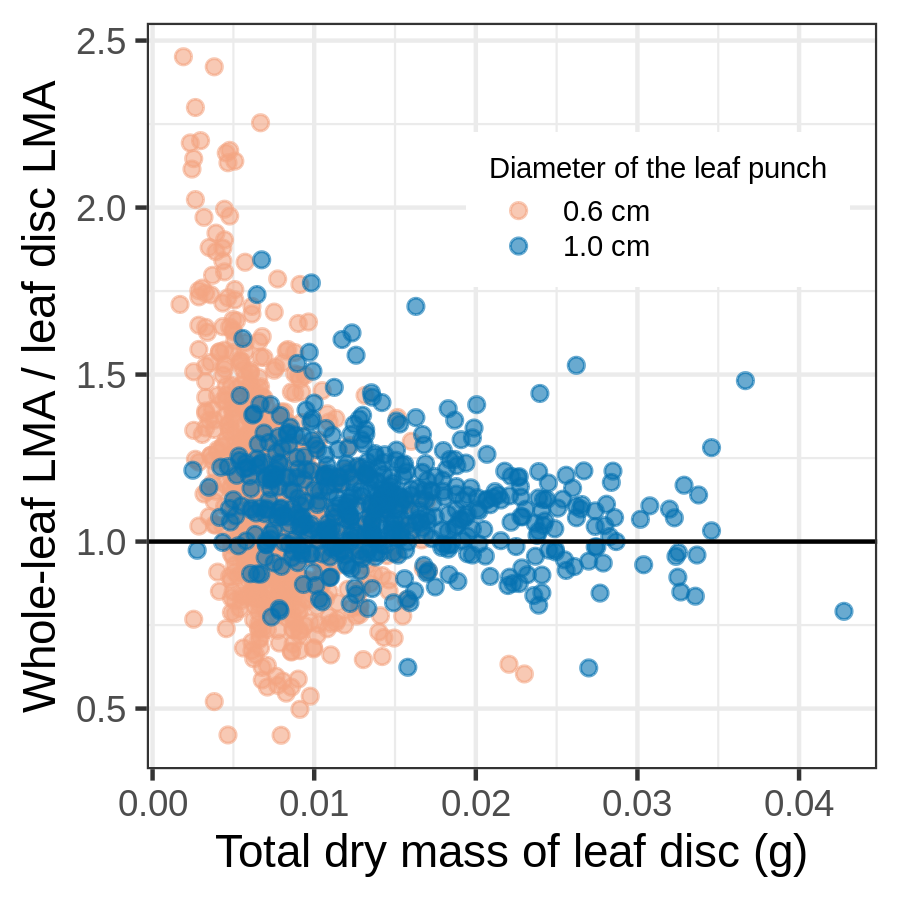 2.5
2.0
1.5
1.0
0.5
Whole-leaf LMA / leaf disc LMA
Diameter of the leaf punch
0.6 cm
1.0 cm
0.00 0.01 0.02 0.03 0.04
Total dry mass of leaf disc (g)